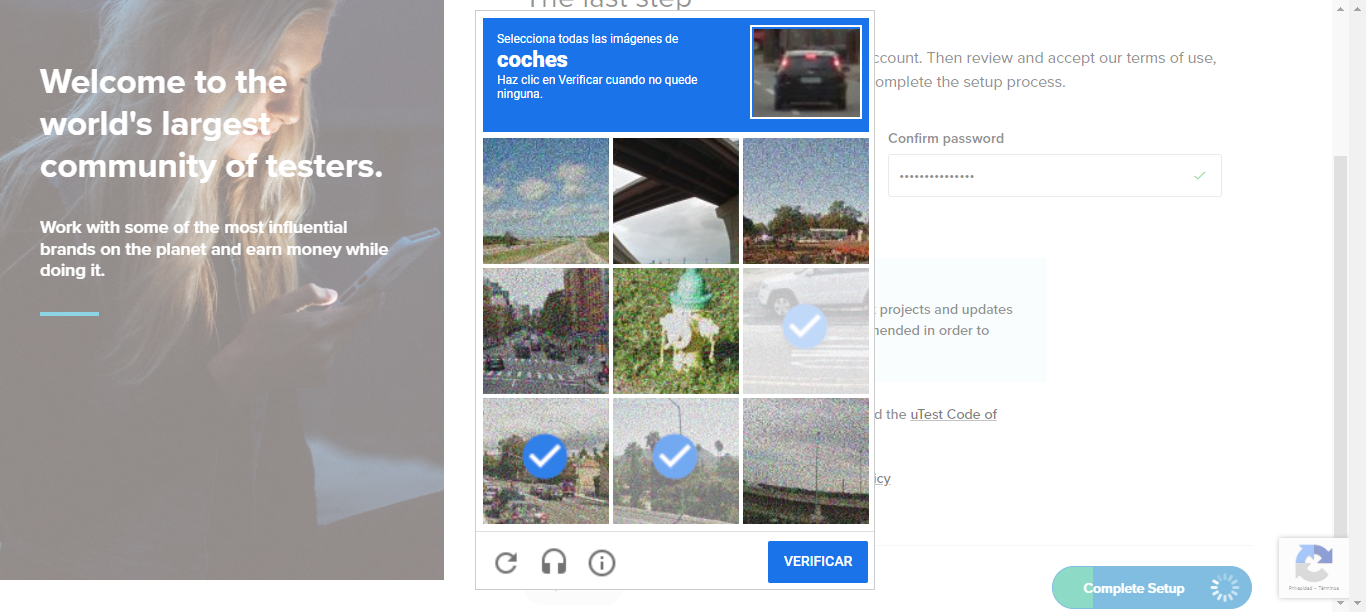 The last step
Welcome to the
world's largest
community of testers.
Work with some of the most influential
brands on the planet and earn money while
doing it.
Selecciona todas las imágenes de
coches
Haz clic en Verificar cuando no quede
ninguna.
ccount. Then review and accept our terms of use,
omplete the setup process.
Confirm password
•••••••••••••••
projects and updates
nended in order to
d the uTest Code of
icy
VERIFICAR
Complete Setup
Privacidad - Términos